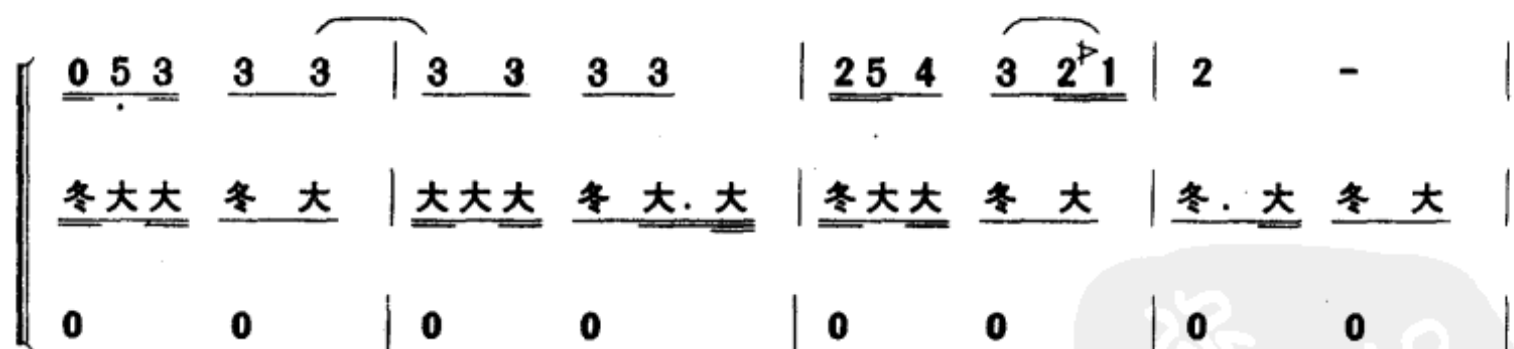 0 5 3 3 3 | 3 3 3 3 | 2 5 4 3 2 1 | 2 - |
冬大大 冬 大 | 大大大 冬 大. 大 | 冬大大 冬 大 | 冬. 大 冬 大 |
0 0 | 0 0 | 0 0 | 0 0 |